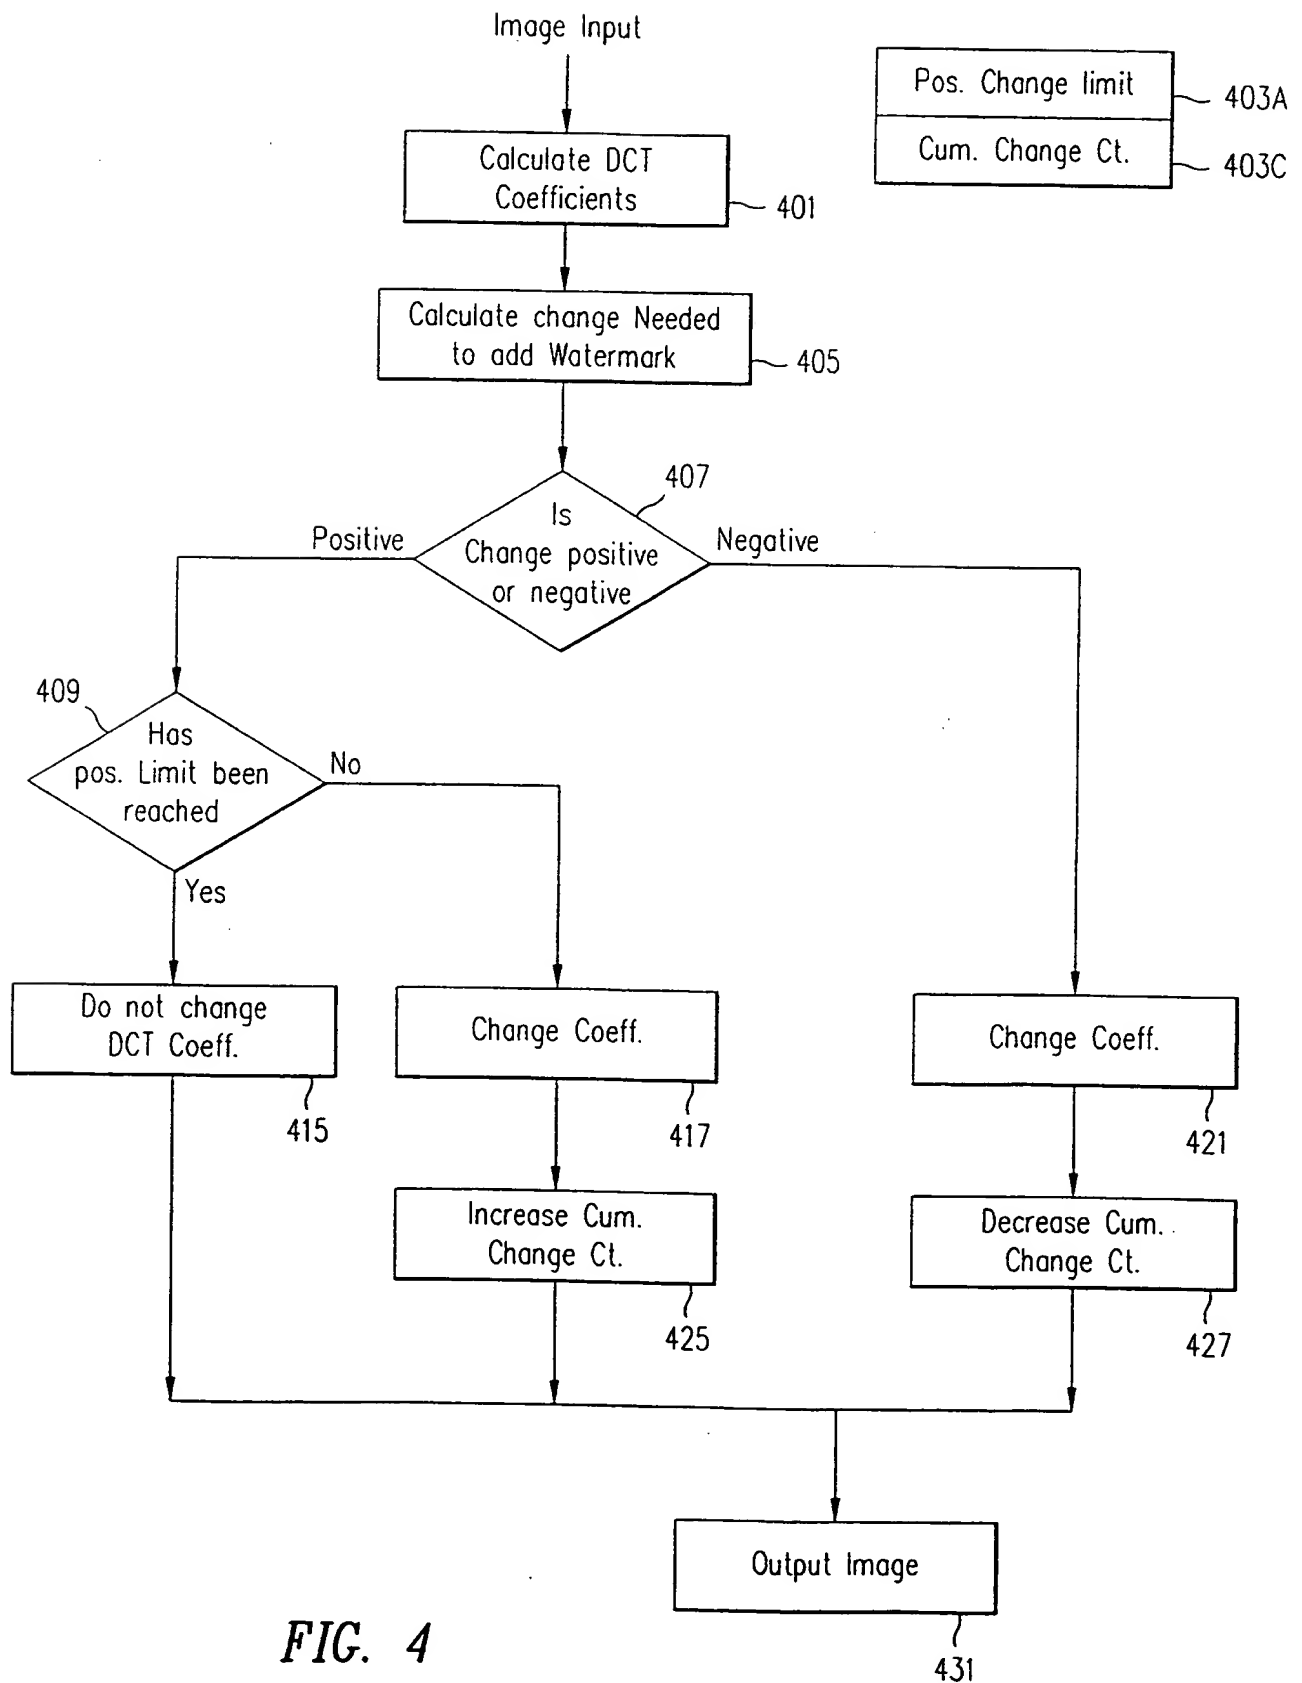 Image Input
Pos. Change limit
403A
Cum. Change Ct.
403C
Calculate DCT
Coefficients
401
Calculate change Needed
to add Watermark
405
407
Is
Change positive
or negative
Positive
Negative
409
Has
pos. Limit been
reached
No
Yes
Do not change
DCT Coeff.
415
Change Coeff.
417
Change Coeff.
421
Increase Cum.
Change Ct.
425
Decrease Cum.
Change Ct.
427
Output Image
431
FIG. 4